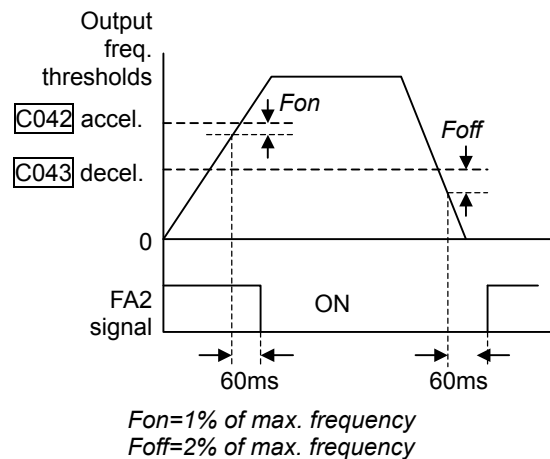 Output
freq.
thresholds
C042 accel.
C043 decel.
Fon
Foff
0
FA2
signal
ON
60ms
60ms
Fon=1% of max. frequency
Foff=2% of max. frequency